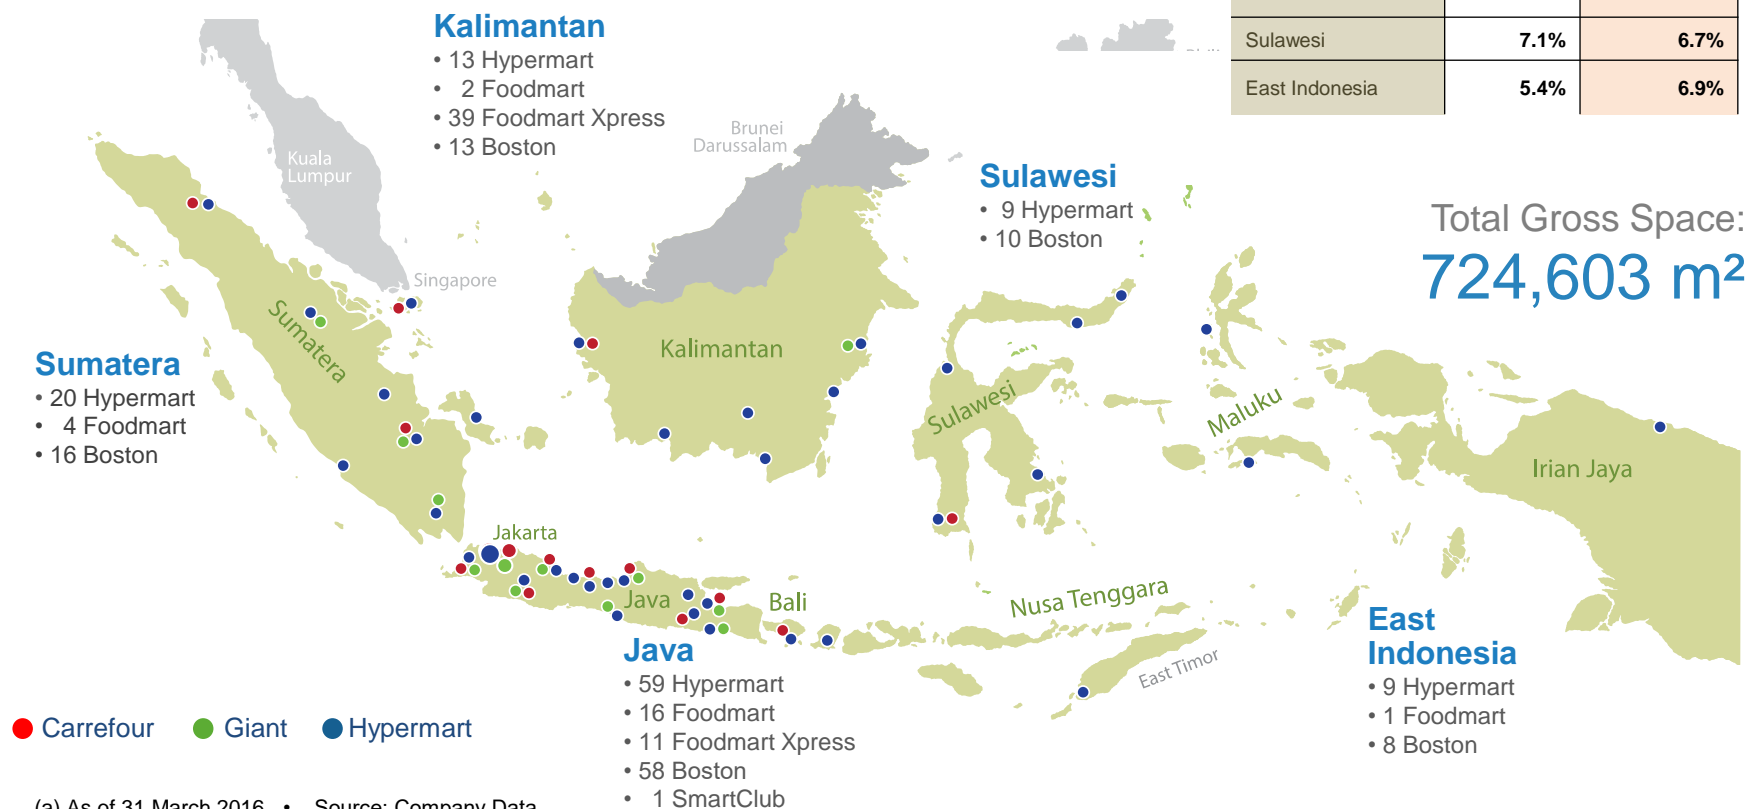 Kalimantan
• 13 Hypermart
• 2 Foodmart
• 39 Foodmart Xpress
• 13 Boston
Sulawesi 7.1% 6.7%
East Indonesia 5.4% 6.9%
Brunei
Darussalam
Kuala
Lumpur
Sulawesi
• 9 Hypermart
• 10 Boston
Total Gross Space:
724,603 m²
Singapore
Sumatera
Kalimantan
Sumatera
• 20 Hypermart
• 4 Foodmart
• 16 Boston
Sulawesi
Maluku
Irian Jaya
Jakarta
Java
Bali
Nusa Tenggara
East Timor
Java
• 59 Hypermart
• 16 Foodmart
• 11 Foodmart Xpress
• 58 Boston
• 1 SmartClub
East
Indonesia
• 9 Hypermart
• 1 Foodmart
• 8 Boston
Carrefour Giant Hypermart
(a) As of 31 March 2016 • Source: Company Data